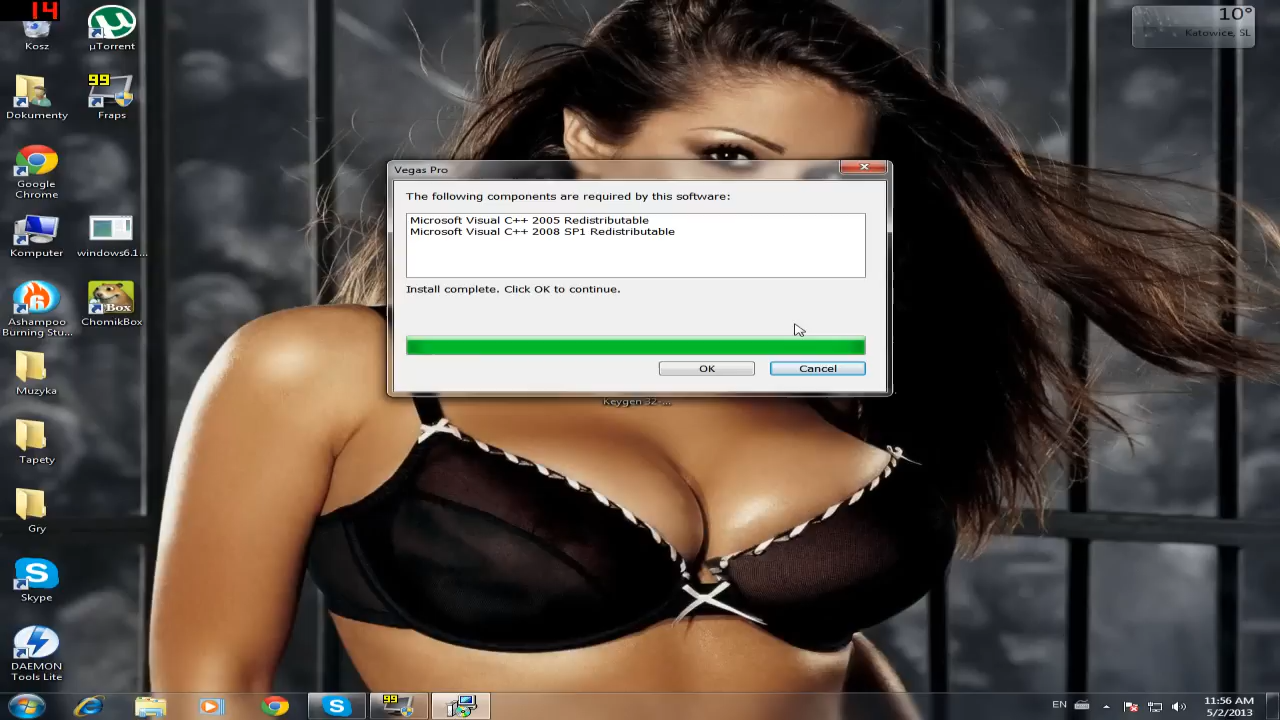 14
Kosz
µTorrent
Dokumenty
99
Fraps
Google
Chrome
Komputer
windows6.1...
Ashampoo
Burning Stu...
Box
ChomikBox
Muzyka
Tapety
Gry
Skype
DAEMON
Tools Lite
10°
Katowice, SL
Vegas Pro
The following components are required by this software:
Microsoft Visual C++ 2005 Redistributable
Microsoft Visual C++ 2008 SP1 Redistributable
Install complete. Click OK to continue.
OK
Cancel
Keygen 32-...
99
EN
11:56 AM
5/2/2013